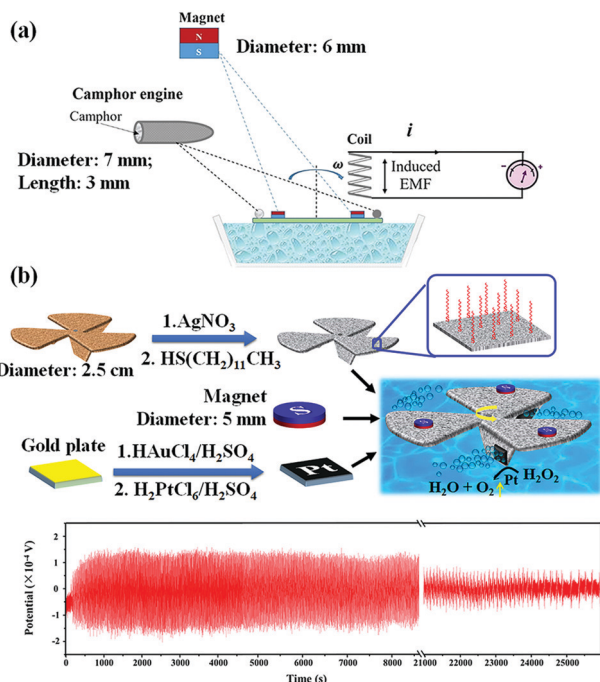 (a)
Magnet
N
S
Diameter: 6 mm
Camphor engine
Camphor
Diameter: 7 mm;
Length: 3 mm
Coil
i
ω
Induced
EMF
- +
(b)
1.AgNO3
2. HS(CH2)11CH3
Diameter: 2.5 cm
Magnet
Diameter: 5 mm
S
Gold plate
1.HAuCl4/H2SO4
2. H2PtCl6/H2SO4
Pt
S
S
S
Pt
H2O2
H2O + O2
Potential (×10⁻⁴ V)
2
1
0
-1
-2
0 1000 2000 3000 4000 5000 6000 7000 8000 21000 22000 23000 24000 25000
Time (s)